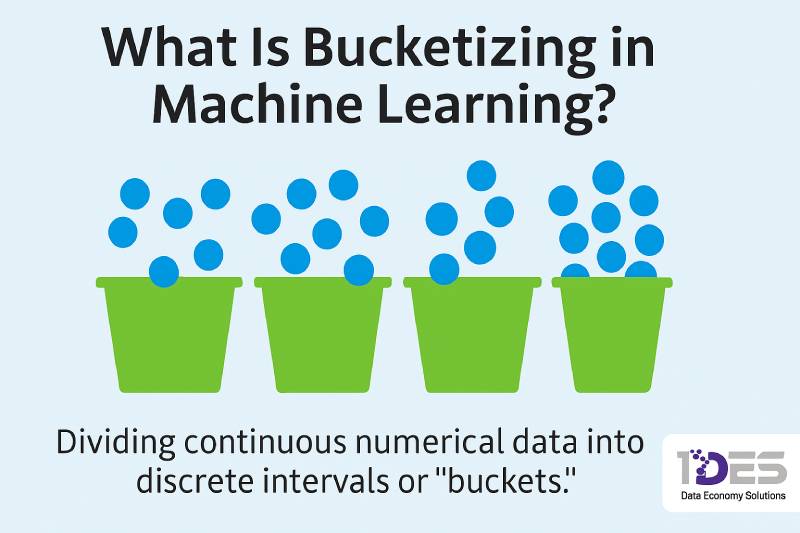 What Is Bucketizing in
Machine Learning?
Dividing continuous numerical data into
discrete intervals or "buckets."
1DES
Data Economy Solutions